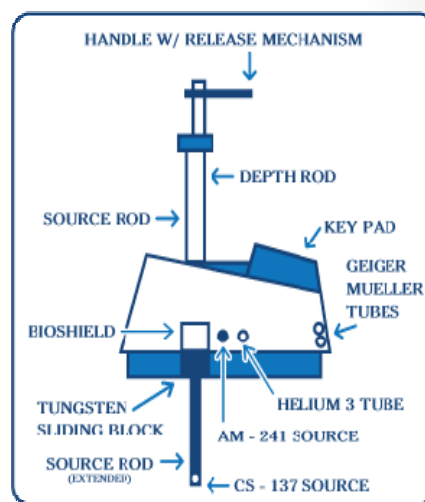 HANDLE W/ RELEASE MECHANISM
DEPTH ROD
SOURCE ROD
KEY PAD
GEIGER
MUELLER
TUBES
BIOSHIELD
HELIUM 3 TUBE
TUNGSTEN
SLIDING BLOCK
AM - 241 SOURCE
SOURCE ROD
(EXTENDED)
CS - 137 SOURCE